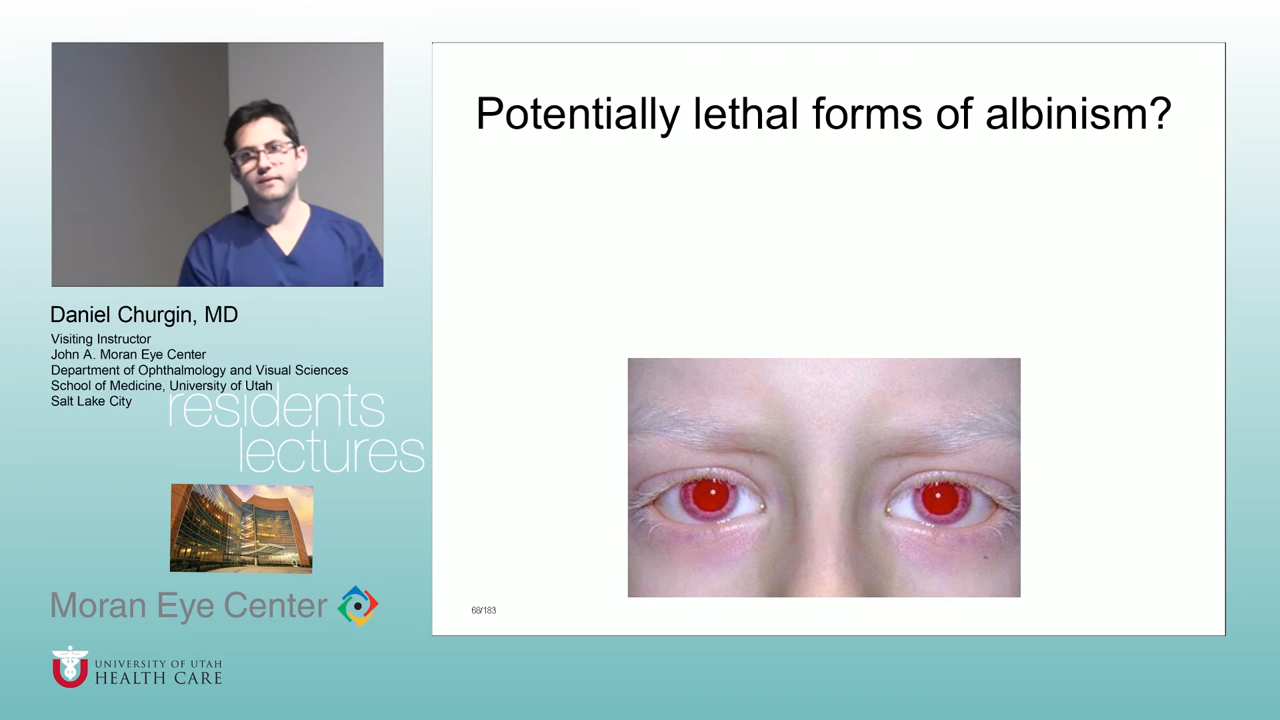 Potentially lethal forms of albinism?
Daniel Churgin, MD
Visiting Instructor
John A. Moran Eye Center
Department of Ophthalmology and Visual Sciences
School of Medicine, University of Utah
Salt Lake City
residents
lectures
Moran Eye Center
68/183
UNIVERSITY OF UTAH
HEALTH CARE